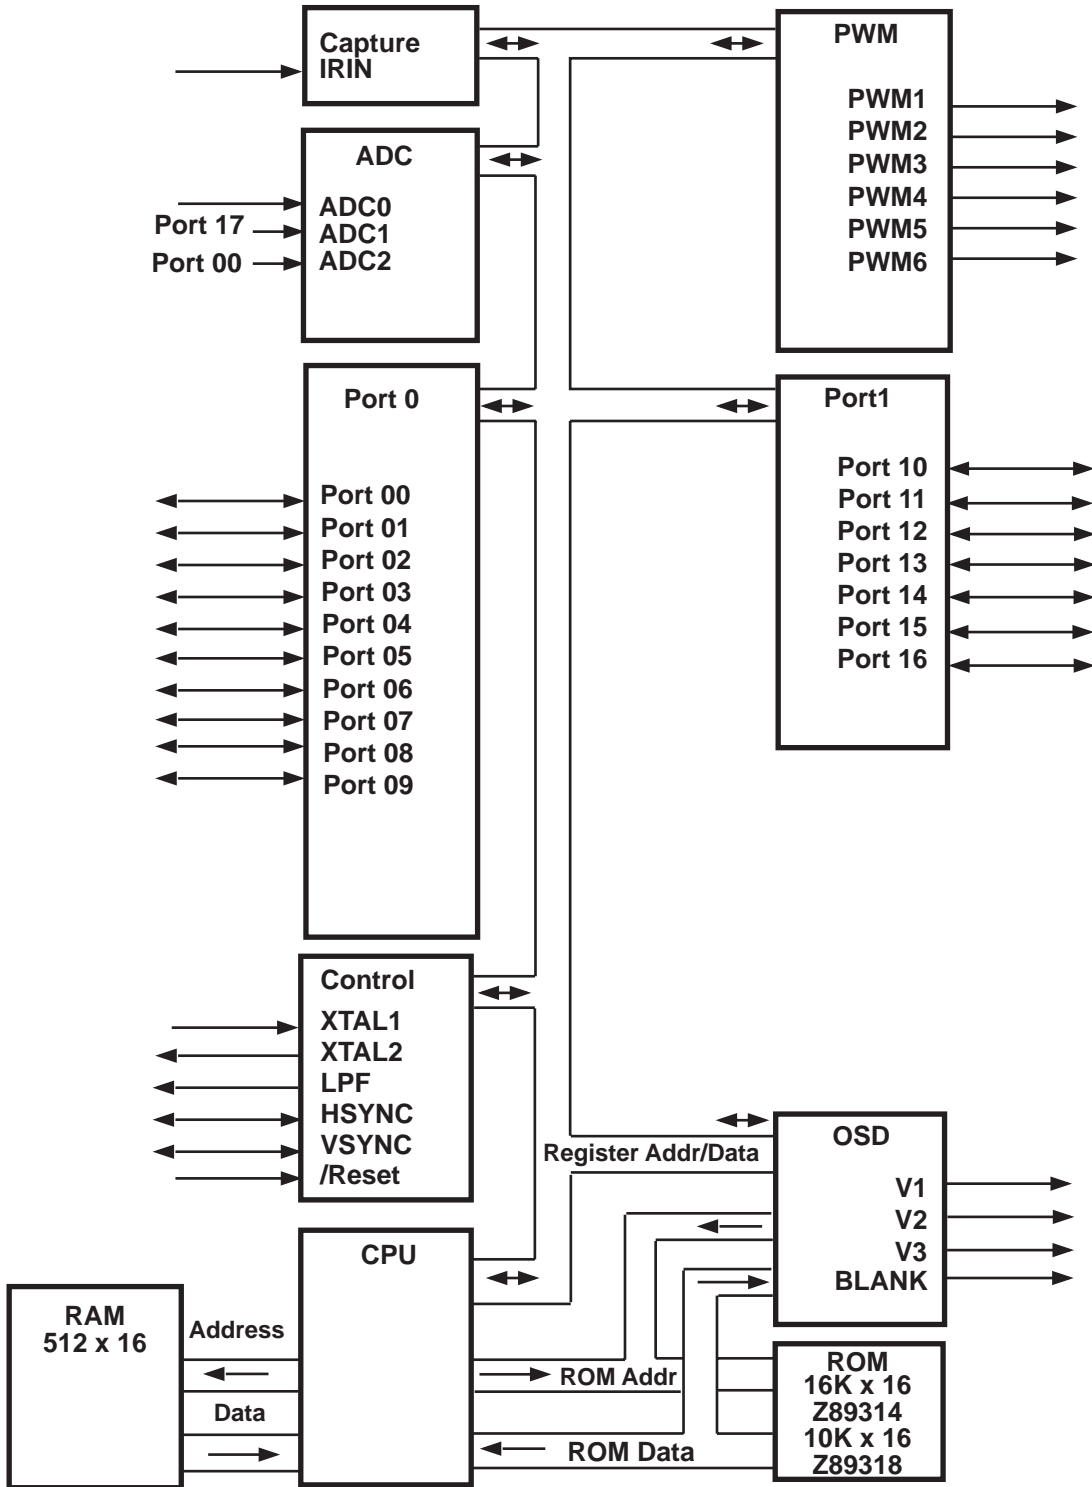 Capture
IRIN
ADC
ADC0
Port 17 ADC1
Port 00 ADC2
Port 0
Port 00
Port 01
Port 02
Port 03
Port 04
Port 05
Port 06
Port 07
Port 08
Port 09
Control
XTAL1
XTAL2
LPF
HSYNC
VSYNC
/Reset
CPU
RAM
512 x 16
Address
Data
PWM
PWM1
PWM2
PWM3
PWM4
PWM5
PWM6
Port1
Port 10
Port 11
Port 12
Port 13
Port 14
Port 15
Port 16
Register Addr/Data
OSD
V1
V2
V3
BLANK
ROM Addr
ROM Data
ROM
16K x 16
Z89314
10K x 16
Z89318